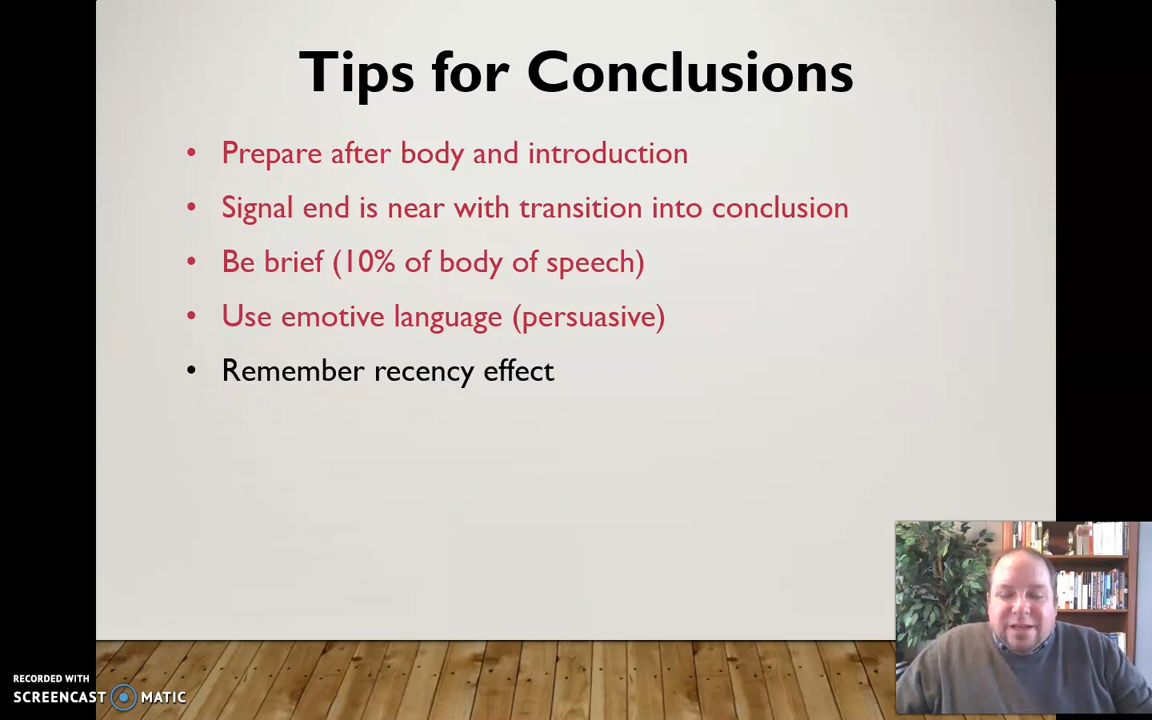 Tips for Conclusions
• Prepare after body and introduction
• Signal end is near with transition into conclusion
• Be brief (10% of body of speech)
• Use emotive language (persuasive)
• Remember recency effect
RECORDED WITH
SCREENCAST MATIC